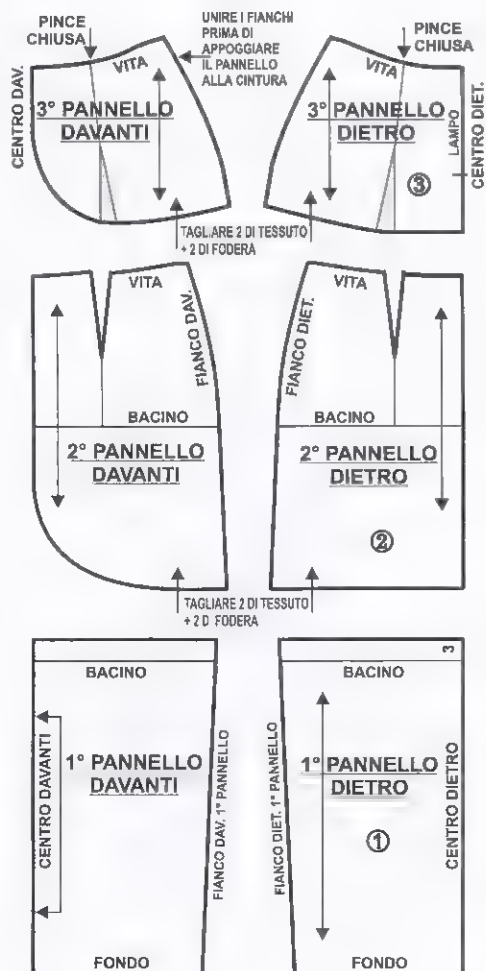 PINCE
CHIUSA
UNIRE I FIANCHI
PRIMA DI
APPOGGIARE
IL PANNELLO
ALLA CINTURA
PINCE
CHIUSA
VITA
VITA
CENTRO DAV.
3° PANNELLO
DAVANTI
3° PANNELLO
DIETRO
LAMPO
CENTRO DIET.
③
TAGLIARE 2 DI TESSUTO
+ 2 DI FODERA
VITA
VITA
FIANCO DAV.
FIANCO DIET.
BACINO
BACINO
2° PANNELLO
DAVANTI
2° PANNELLO
DIETRO
②
TAGLIARE 2 DI TESSUTO
+ 2 D FODERA
3
BACINO
BACINO
CENTRO DAVANTI
1° PANNELLO
DAVANTI
FIANCO DAV. 1° PANNELLO
FIANCO DIET. 1° PANNELLO
1° PANNELLO
DIETRO
CENTRO DIETRO
①
FONDO
FONDO